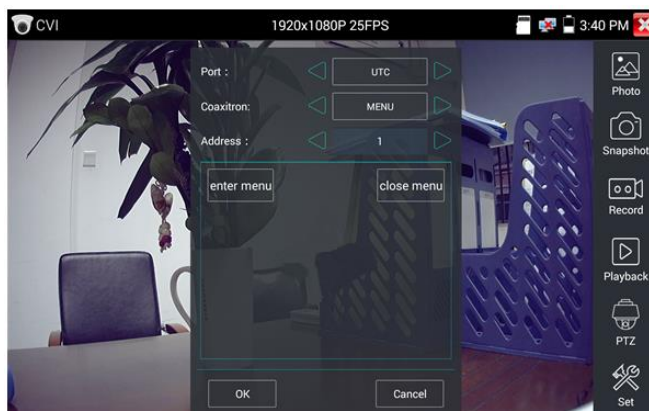 CVI 1920x1080P 25FPS 3:40 PM
Port : UTC
Coaxitron: MENU
Address : 1
enter menu close menu
OK Cancel
Photo
Snapshot
Record
Playback
PTZ
Set